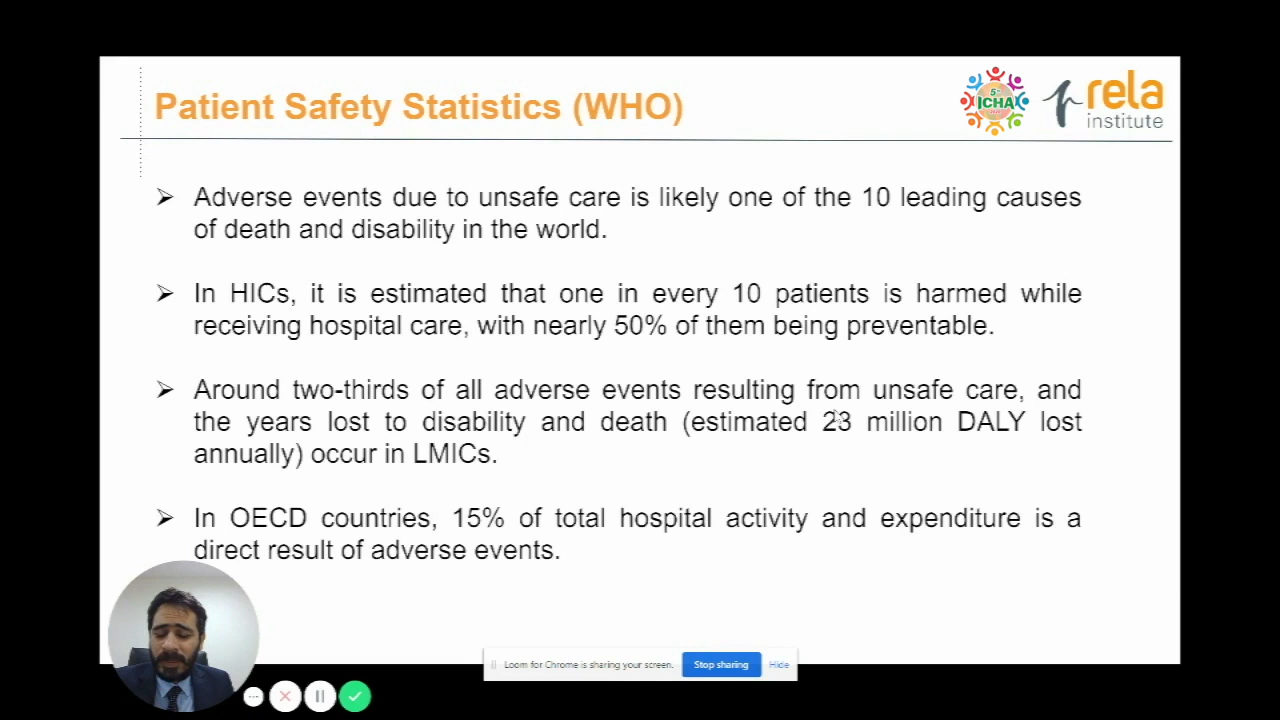 Patient Safety Statistics (WHO)
5th
ICHA
rela
institute
➢ Adverse events due to unsafe care is likely one of the 10 leading causes
of death and disability in the world.
➢ In HICs, it is estimated that one in every 10 patients is harmed while
receiving hospital care, with nearly 50% of them being preventable.
➢ Around two-thirds of all adverse events resulting from unsafe care, and
the years lost to disability and death (estimated 23 million DALY lost
annually) occur in LMICs.
➢ In OECD countries, 15% of total hospital activity and expenditure is a
direct result of adverse events.
Loom for Chrome is sharing your screen.
Stop sharing
Hide